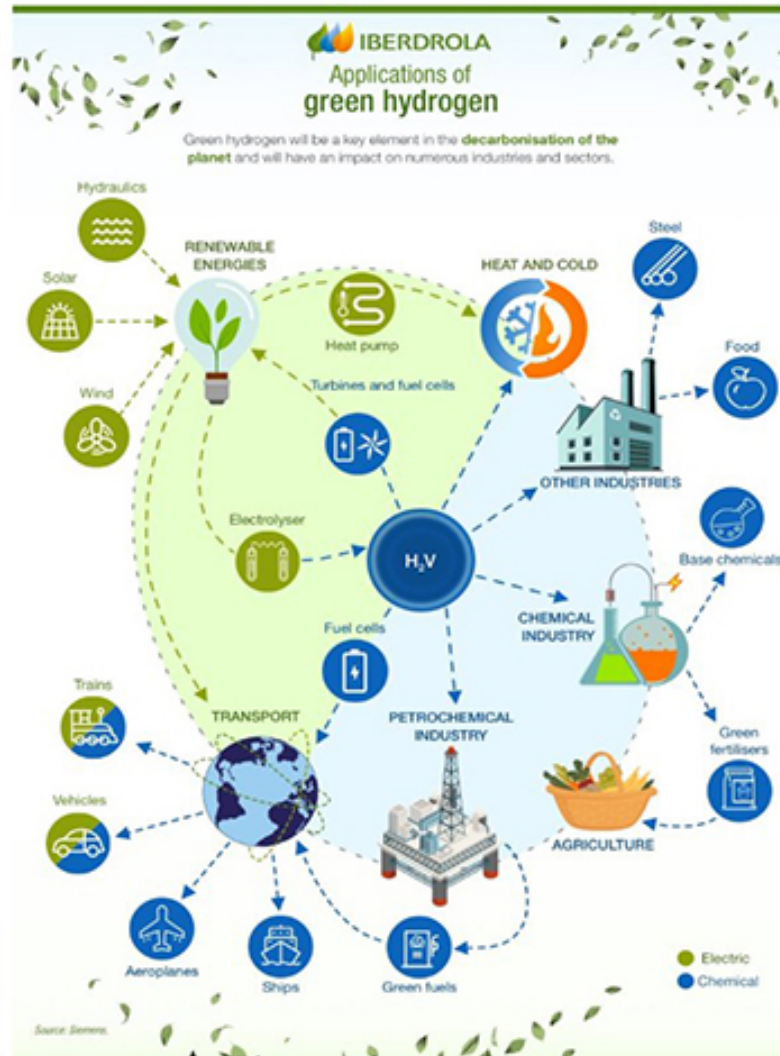 IBERDROLA
Applications of
green hydrogen
Green hydrogen will be a key element in the decarbonisation of the
planet and will have an impact on numerous industries and sectors.
Hydraulics
Solar
Wind
RENEWABLE
ENERGIES
Heat pump
HEAT AND COLD
Steel
Food
Turbines and fuel cells
OTHER INDUSTRIES
Electrolyser
H₂V
Base chemicals
CHEMICAL
INDUSTRY
Fuel cells
Trains
TRANSPORT
PETROCHEMICAL
INDUSTRY
Green
fertilisers
Vehicles
AGRICULTURE
Aeroplanes
Ships
Green fuels
Electric
Chemical
Source: Siemens.